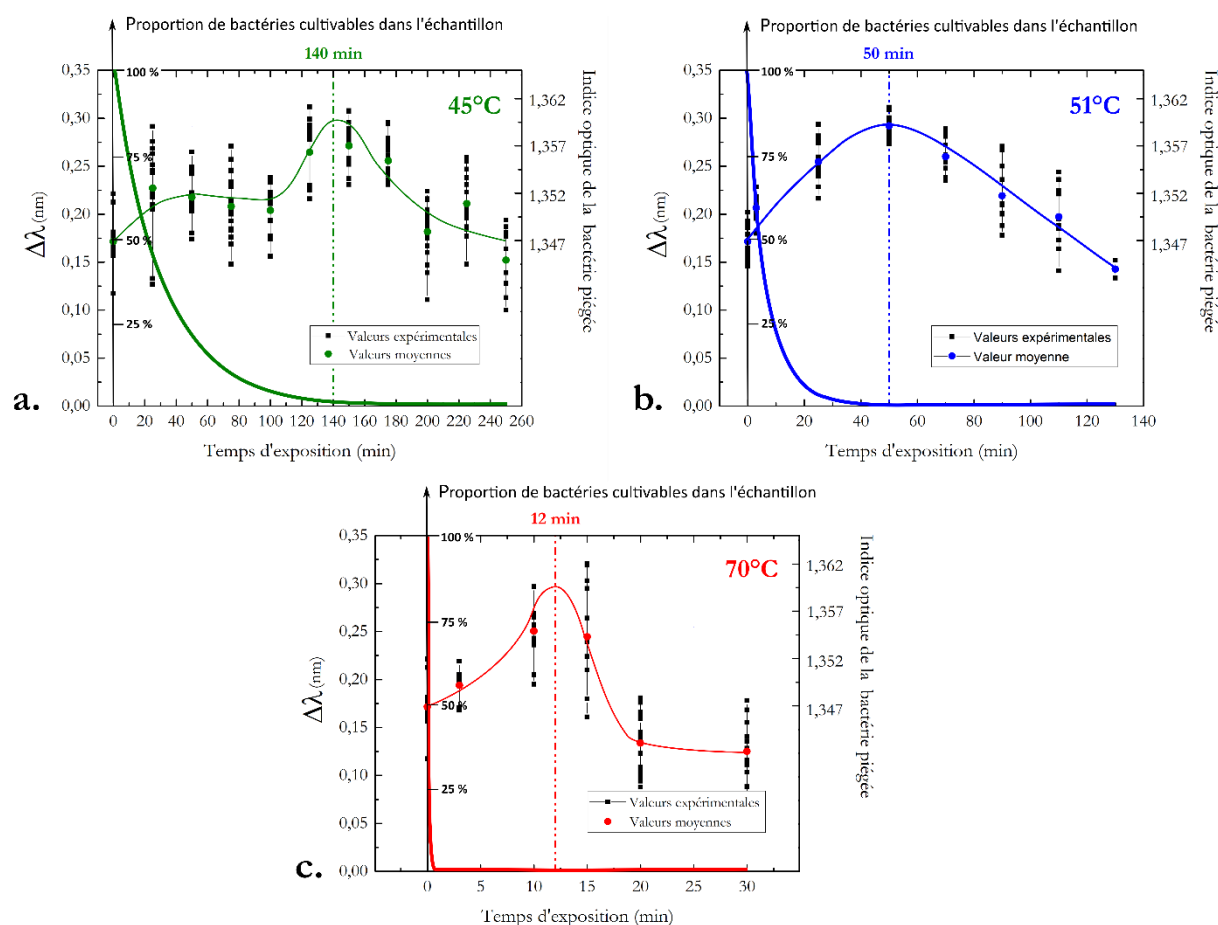 Proportion de bactéries cultivables dans l'échantillon
140 min
45°C
0,35
0,30
0,25
0,20
0,15
0,10
0,05
0,00
100 %
75 %
50 %
25 %
1,362
1,357
1,352
1,347
Δλ (nm)
Indice optique de la bactérie piégée
Valeurs expérimentales
Valeurs moyennes
0 20 40 60 80 100 120 140 160 180 200 220 240 260
Temps d'exposition (min)
a.
Proportion de bactéries cultivables dans l'échantillon
50 min
51°C
0,35
0,30
0,25
0,20
0,15
0,10
0,05
0,00
100 %
75 %
50 %
25 %
1,362
1,357
1,352
1,347
Δλ (nm)
Indice optique de la bactérie piégée
Valeurs expérimentales
Valeur moyenne
0 20 40 60 80 100 120 140
Temps d'exposition (min)
b.
Proportion de bactéries cultivables dans l'échantillon
12 min
70°C
0,35
0,30
0,25
0,20
0,15
0,10
0,05
0,00
100 %
75 %
50 %
25 %
1,362
1,357
1,352
1,347
Δλ (nm)
Indice optique de la bactérie piégée
Valeurs expérimentales
Valeurs moyennes
0 5 10 15 20 25 30
Temps d'exposition (min)
c.